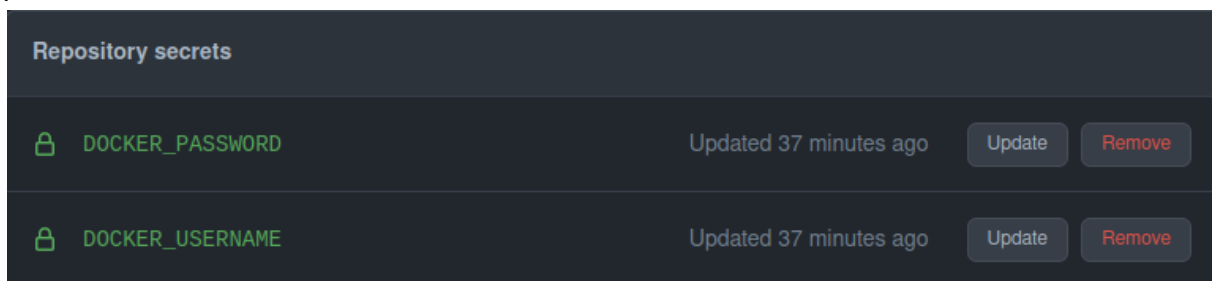 Repository secrets
DOCKER_PASSWORD Updated 37 minutes ago Update Remove
DOCKER_USERNAME Updated 37 minutes ago Update Remove